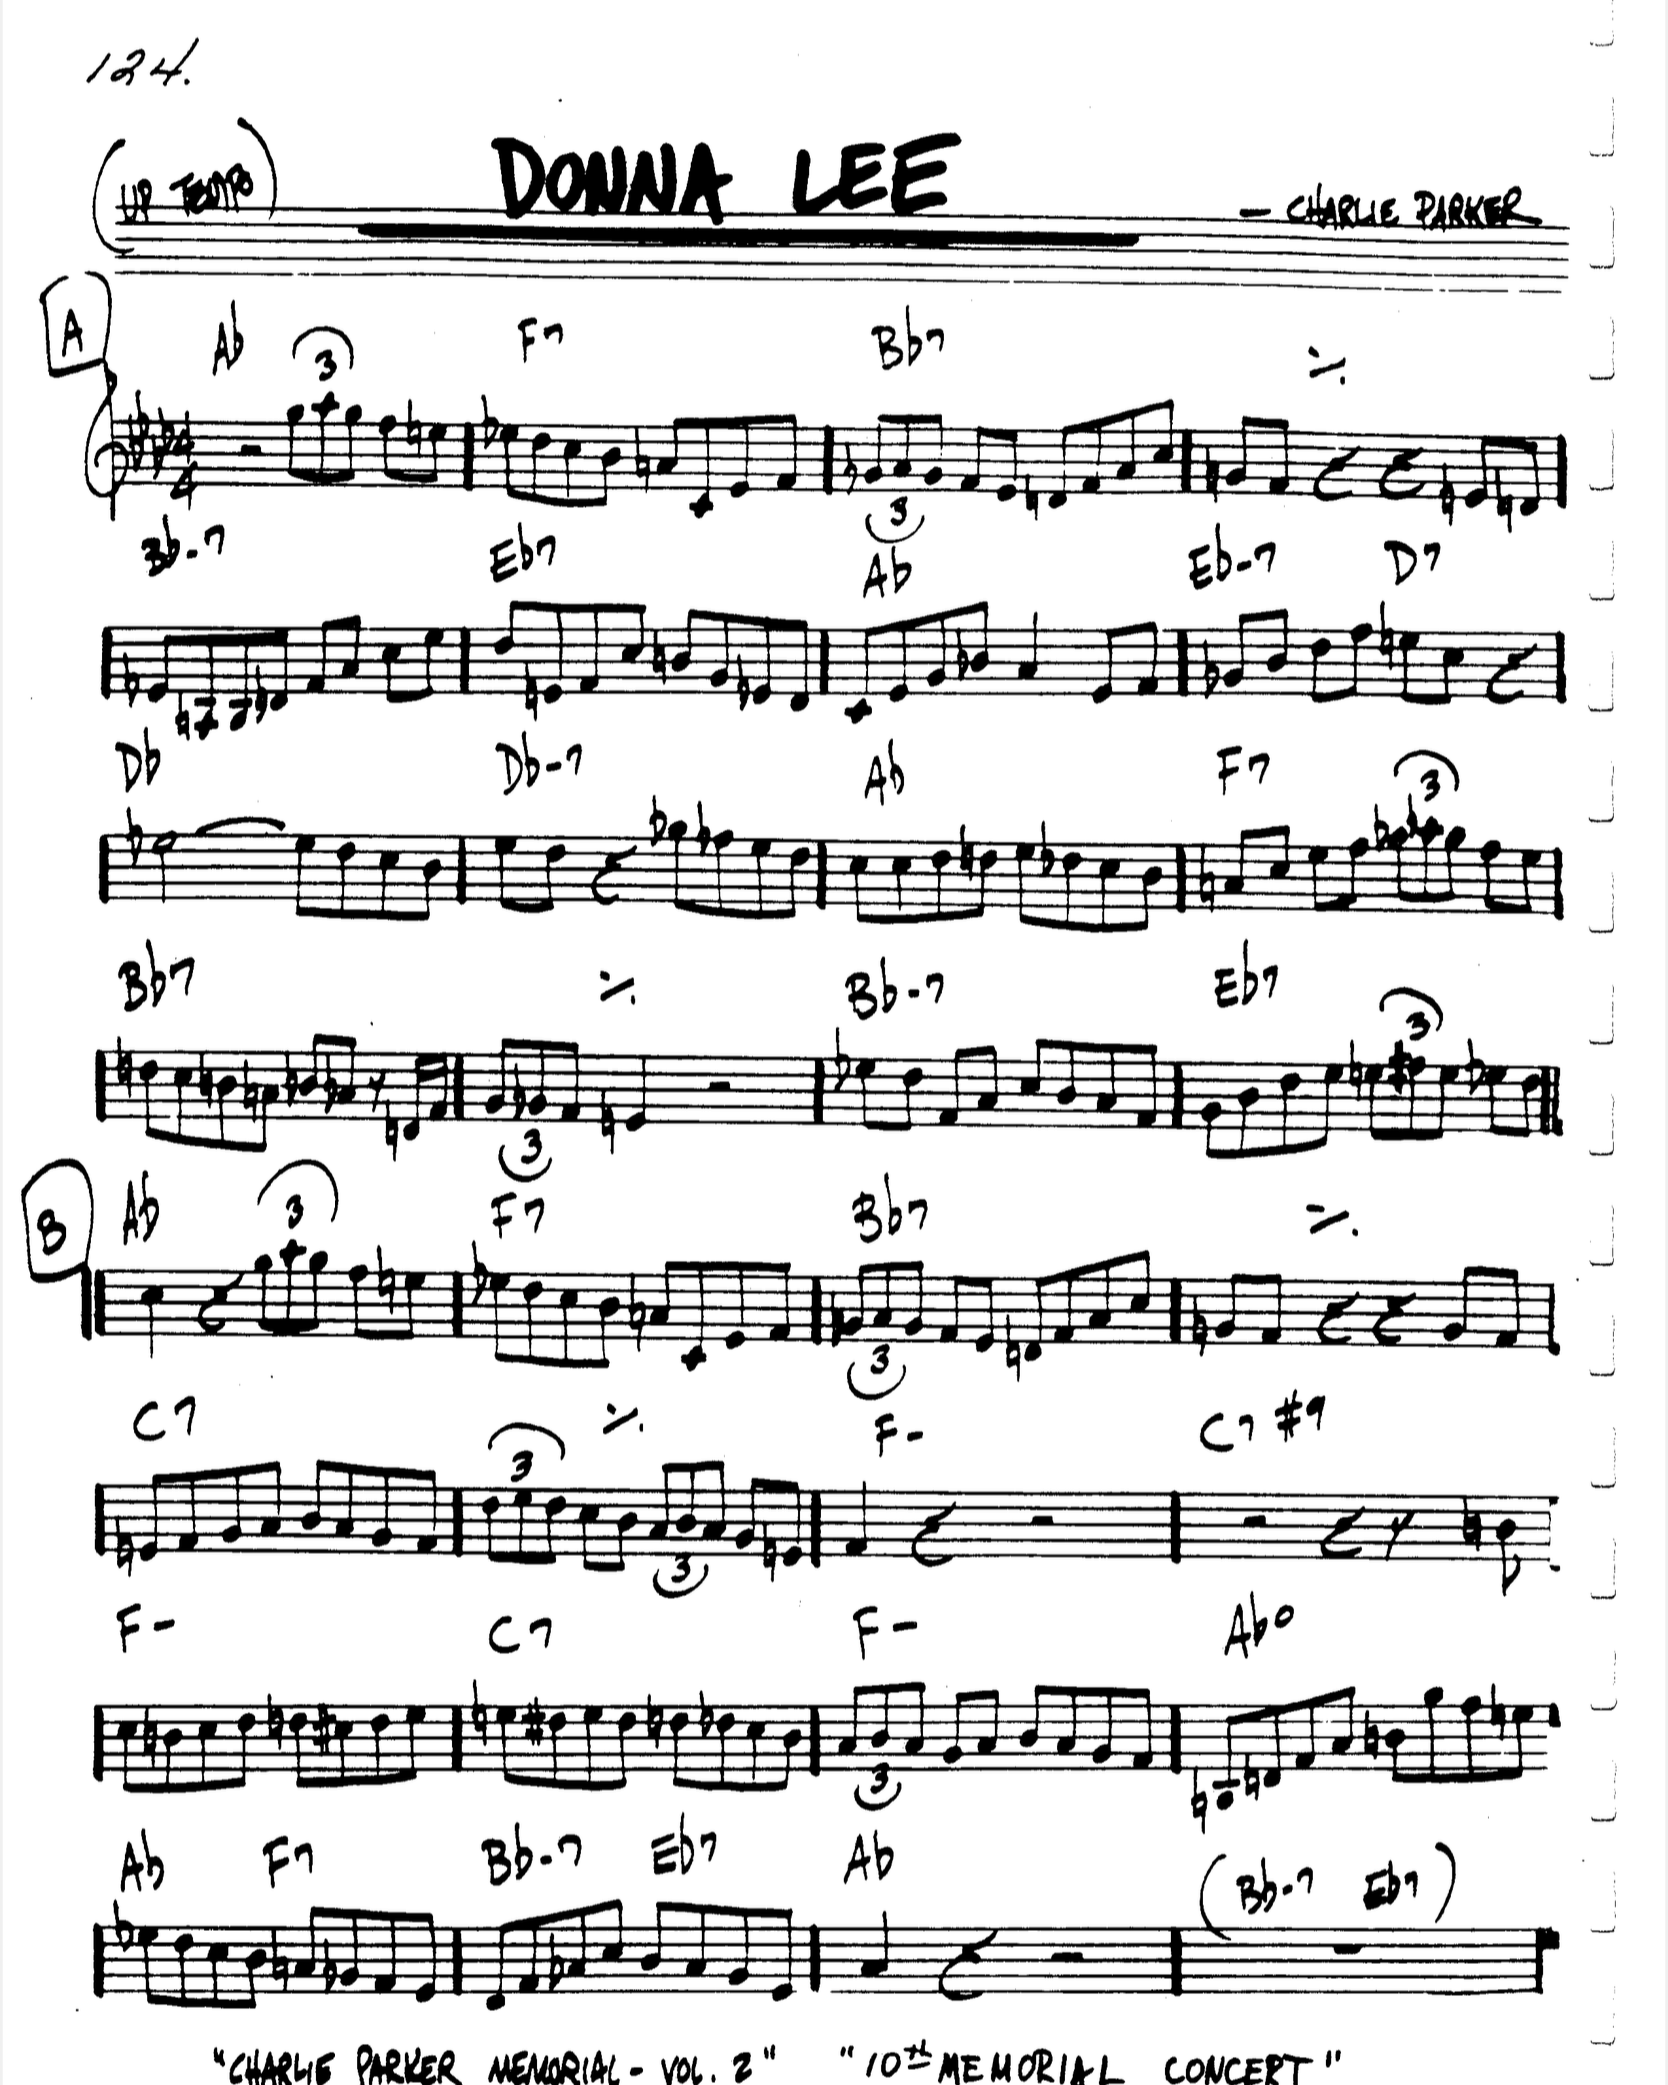 124.
(UP TEMPO)
DONNA LEE
- CHARLIE PARKER
A
Ab 3 F7 Bb7 ٪
4
4
3
Bb-7 Eb7 Ab Eb-7 D7
Db Db-7 Ab F7 3
Bb7 ٪ Bb-7 Eb7 3
3
B
Ab 3 F7 Bb7 ٪
3
C7 3 ٪ F- C7 #9
3
F- C7 F- Abo
3
Ab F7 Bb-7 Eb7 Ab (Bb-7 Eb7)
"CHARLIE PARKER MEMORIAL - VOL. 2" "10th MEMORIAL CONCERT"